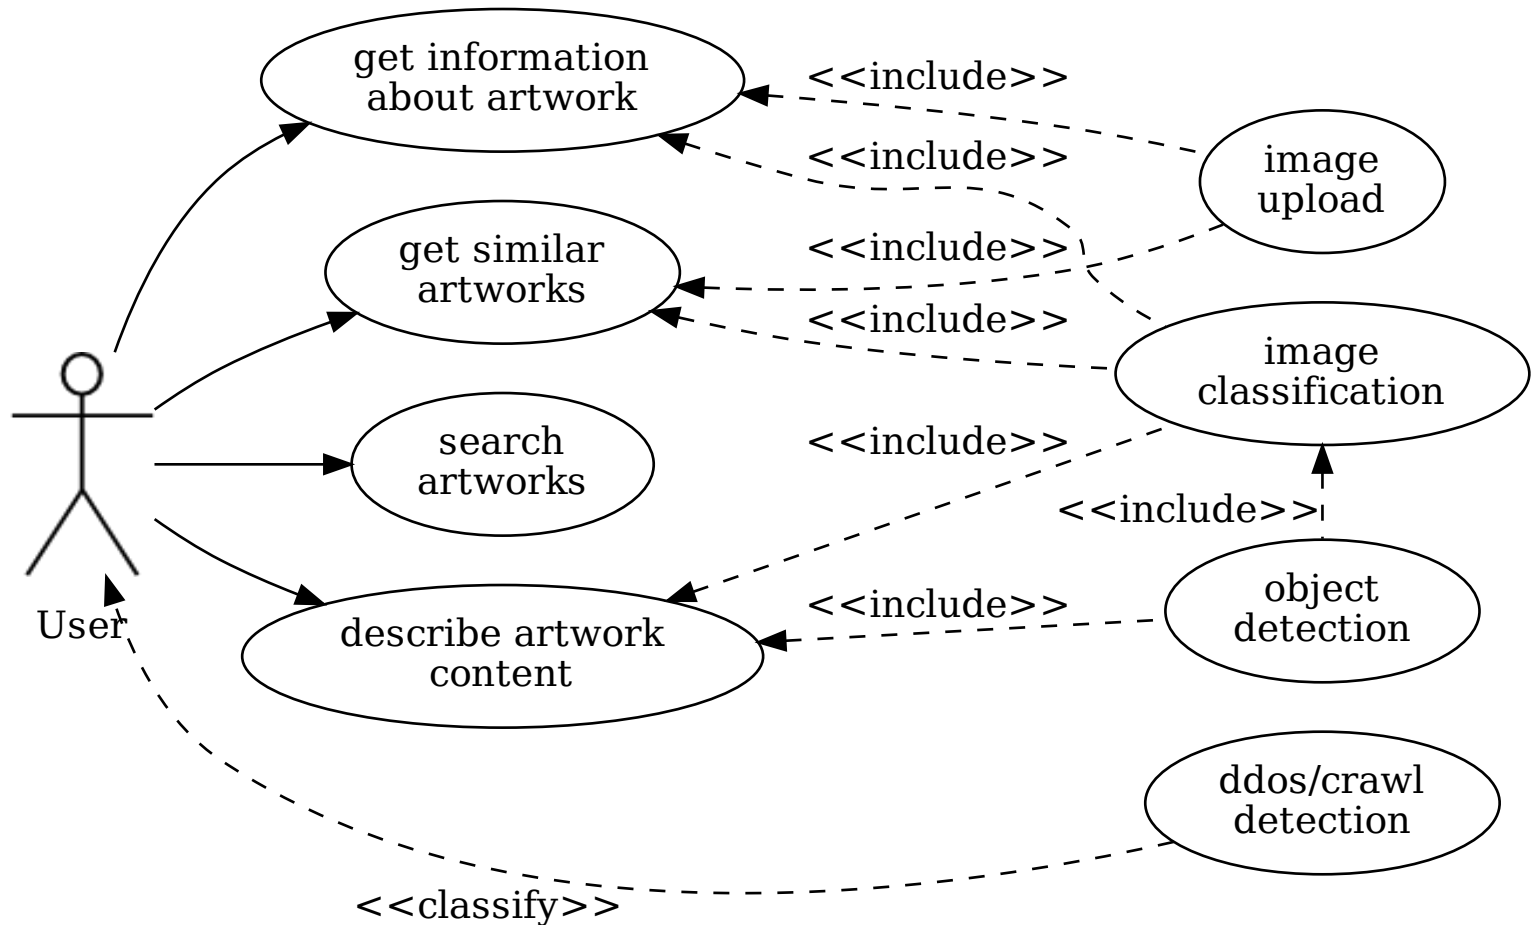 get information
about artwork
<<include>>
<<include>>
image
upload
get similar
artworks
<<include>>
<<include>>
image
classification
search
artworks
<<include>>
<<include>>
User
describe artwork
content
<<include>>
object
detection
ddos/crawl
detection
<<classify>>